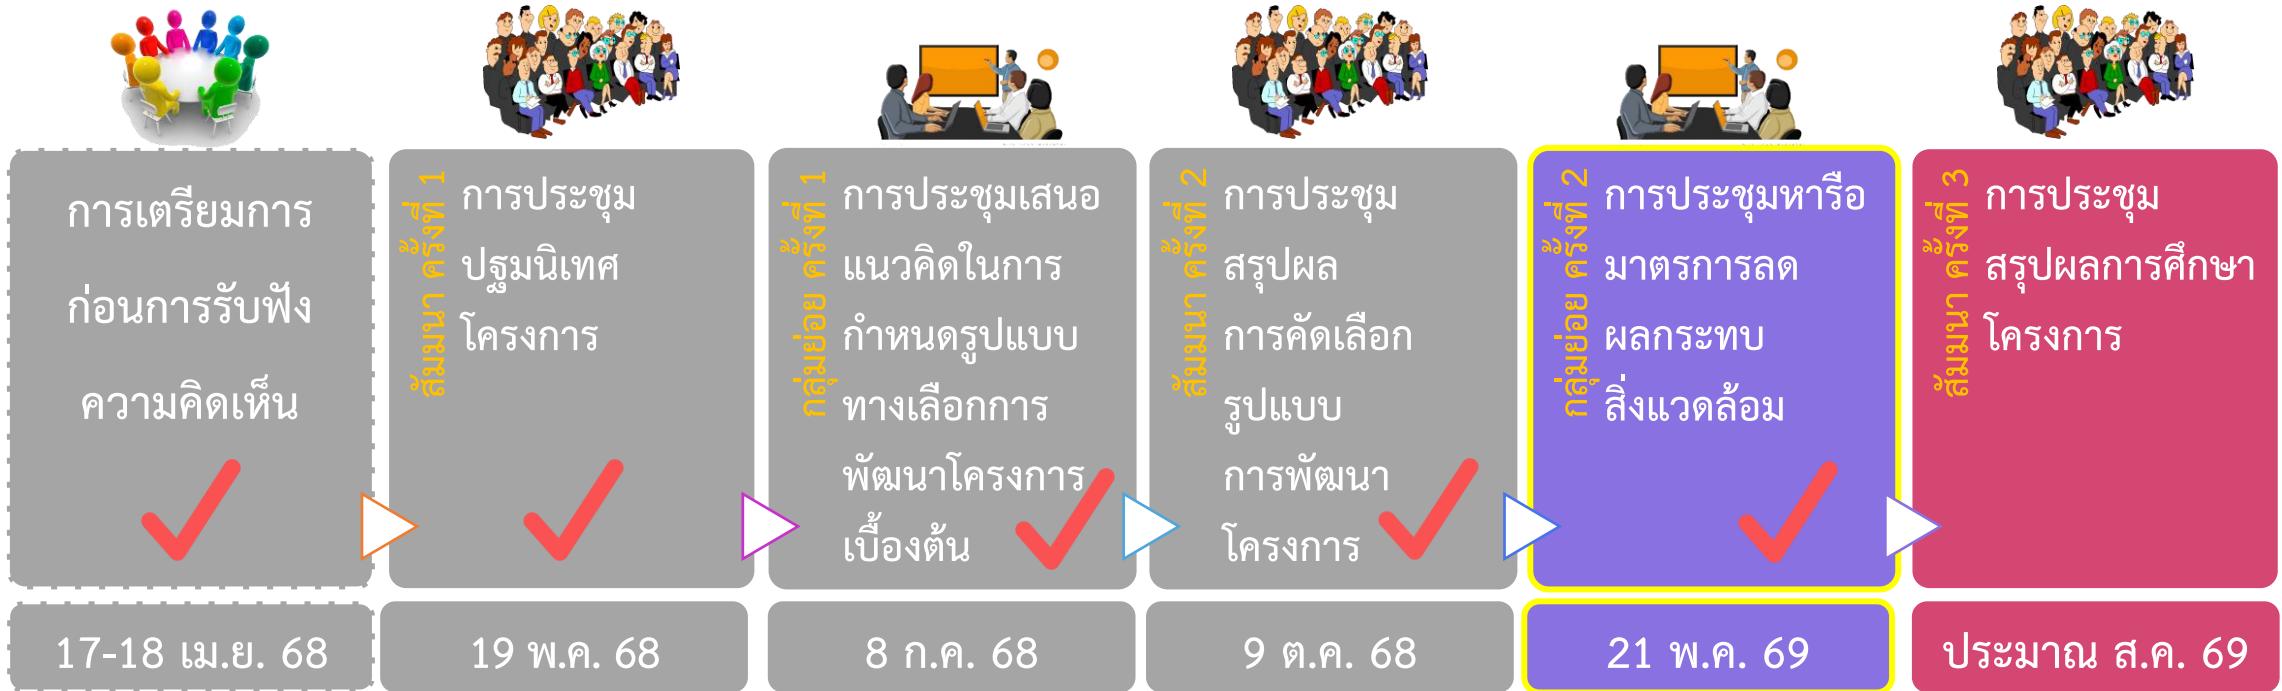 การเตรียมการ
ก่อนการรับฟัง
ความคิดเห็น
17-18 เม.ย. 68
สัมมนา ครั้งที่ 1
การประชุม
ปฐมนิเทศ
โครงการ
19 พ.ค. 68
กลุ่มย่อย ครั้งที่ 1
การประชุมเสนอ
แนวคิดในการ
กำหนดรูปแบบ
ทางเลือกการ
พัฒนาโครงการ
เบื้องต้น
8 ก.ค. 68
สัมมนา ครั้งที่ 2
การประชุม
สรุปผล
การคัดเลือก
รูปแบบ
การพัฒนา
โครงการ
9 ต.ค. 68
กลุ่มย่อย ครั้งที่ 2
การประชุมหารือ
มาตรการลด
ผลกระทบ
สิ่งแวดล้อม
21 พ.ค. 69
สัมมนา ครั้งที่ 3
การประชุม
สรุปผลการศึกษา
โครงการ
ประมาณ ส.ค. 69